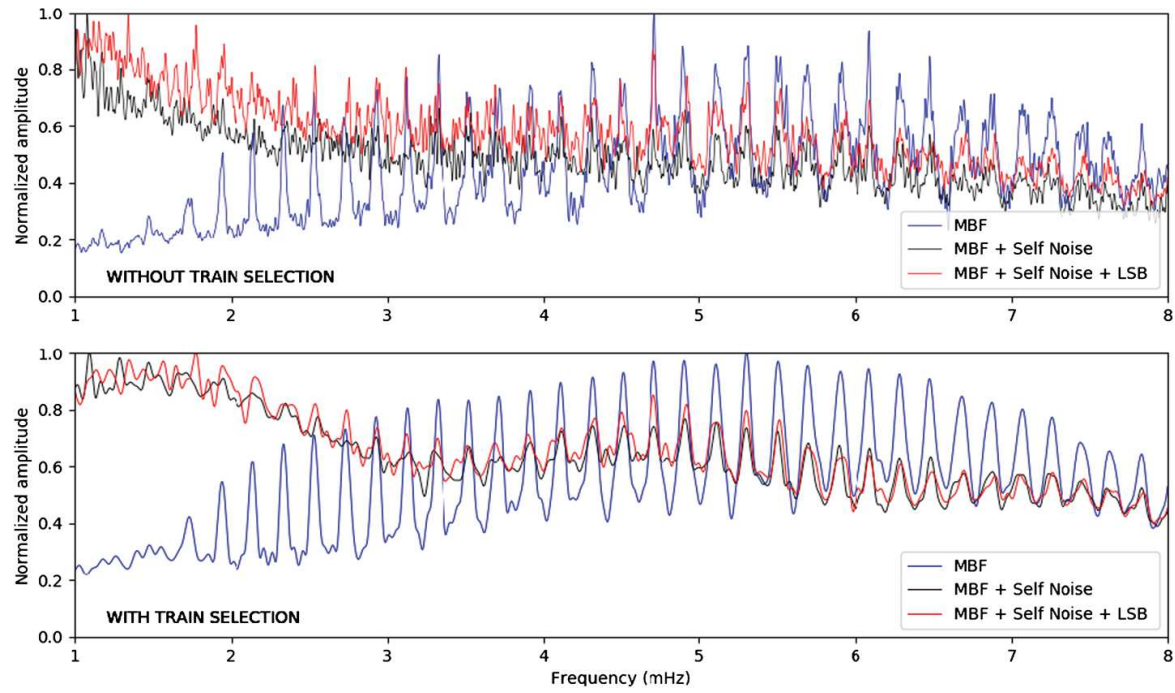 1.0
0.8
0.6
0.4
0.2
0.0
Normalized amplitude
WITHOUT TRAIN SELECTION
MBF
MBF + Self Noise
MBF + Self Noise + LSB
1 2 3 4 5 6 7 8
1.0
0.8
0.6
0.4
0.2
0.0
Normalized amplitude
WITH TRAIN SELECTION
MBF
MBF + Self Noise
MBF + Self Noise + LSB
1 2 3 4 5 6 7 8
Frequency (mHz)